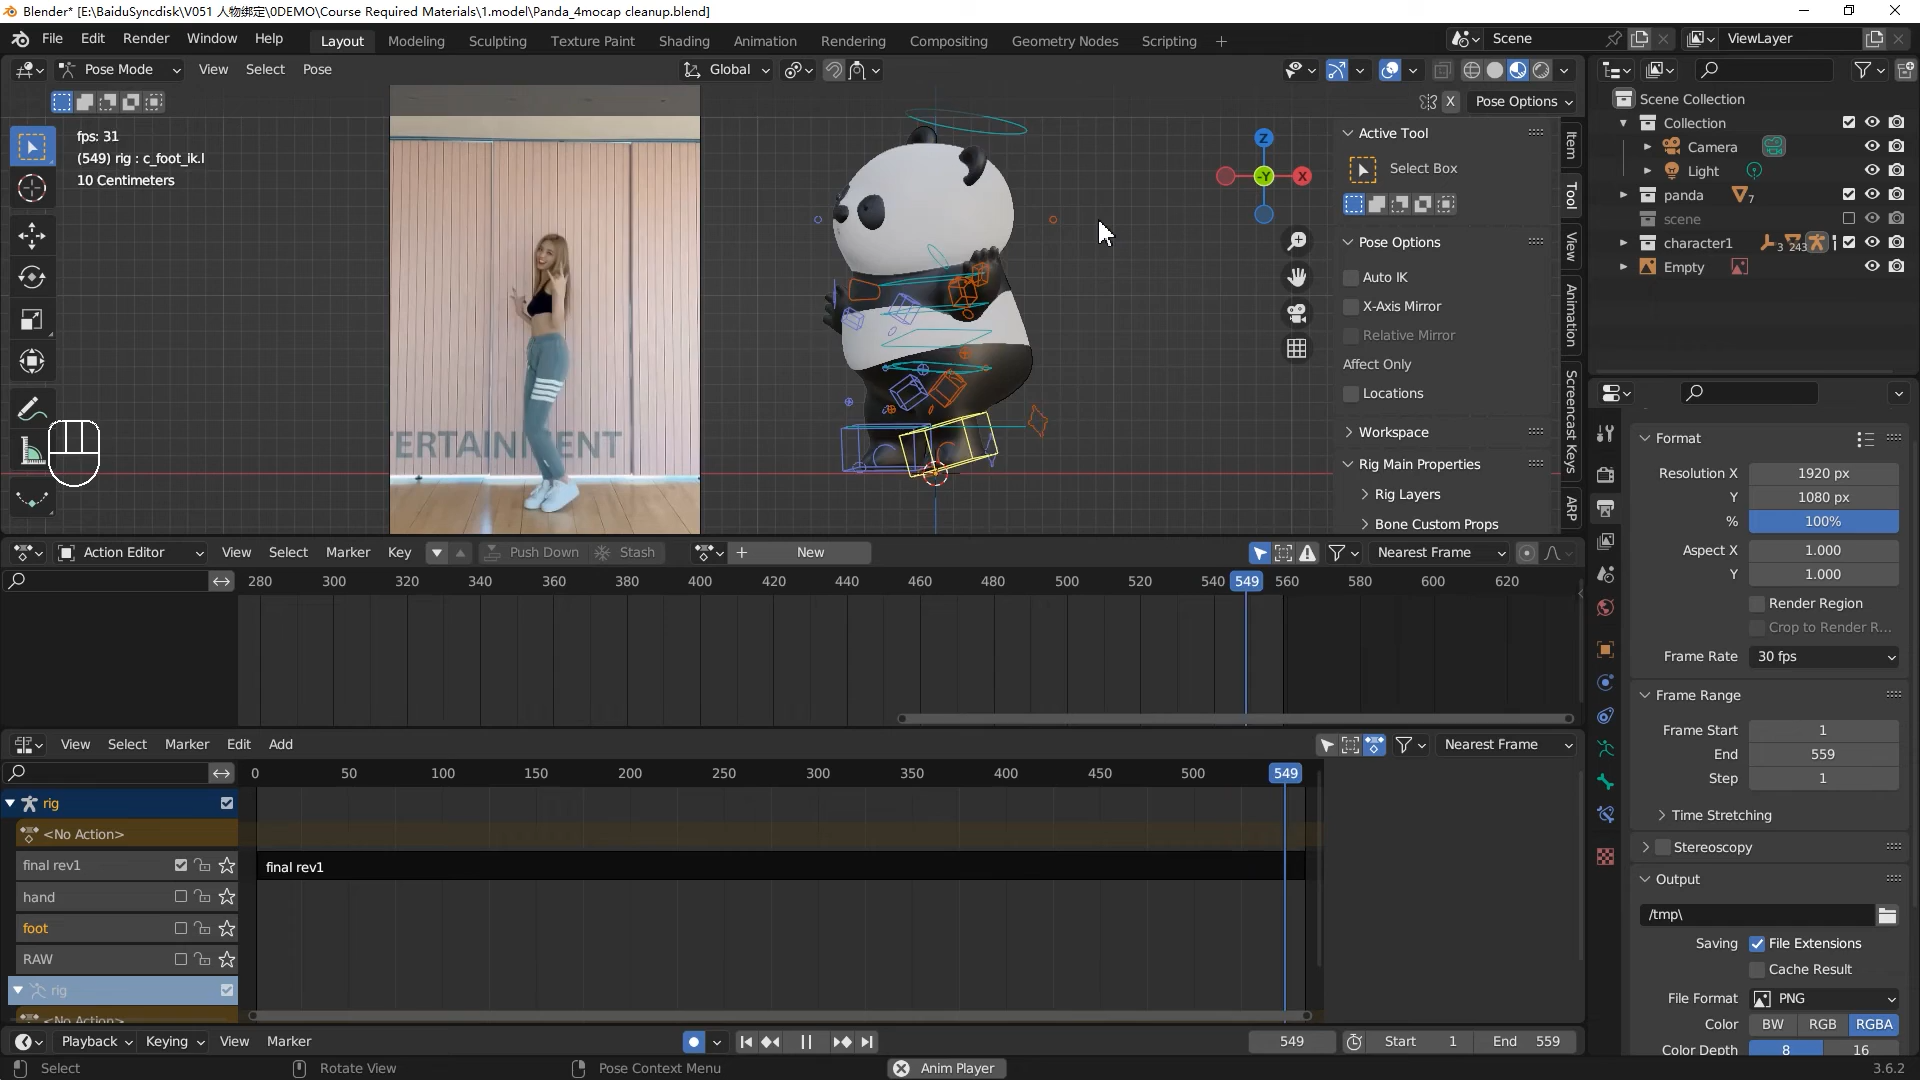 Blender* [E:\BaiduSyncdisk\V051 人物绑定\0DEMO\Course Required Materials\1.model\Panda_4mocap cleanup.blend]
File Edit Render Window Help
Layout Modeling Sculpting Texture Paint Shading Animation Rendering Compositing Geometry Nodes Scripting +
Scene
ViewLayer
Pose Mode View Select Pose
Global
X Pose Options
fps: 31
(549) rig : c_foot_ik.l
10 Centimeters
ERTAINMENT
Z
-Y
X
Active Tool
Select Box
Pose Options
Auto IK
X-Axis Mirror
Relative Mirror
Affect Only
Locations
Workspace
Rig Main Properties
Rig Layers
Bone Custom Props
Item
Tool
View
Animation
Screencast Keys
ARP
Scene Collection
Collection
Camera
Light
panda 7
scene
character1 3 243
Empty
Format
Resolution X 1920 px
Y 1080 px
% 100%
Aspect X 1.000
Y 1.000
Render Region
Crop to Render R...
Frame Rate 30 fps
Frame Range
Frame Start 1
End 559
Step 1
Time Stretching
Stereoscopy
Output
/tmp\
Saving File Extensions
Cache Result
File Format PNG
Color BW RGB RGBA
Color Depth 8 16
Action Editor View Select Marker Key Push Down Stash + New Nearest Frame
280 300 320 340 360 380 400 420 440 460 480 500 520 540 549 560 580 600 620
View Select Marker Edit Add Nearest Frame
0 50 100 150 200 250 300 350 400 450 500 549
rig
<No Action>
final rev1 final rev1
hand
foot
RAW
rig
<No Action>
Playback Keying View Marker 549 Start 1 End 559
Select Rotate View Pose Context Menu Anim Player 3.6.2